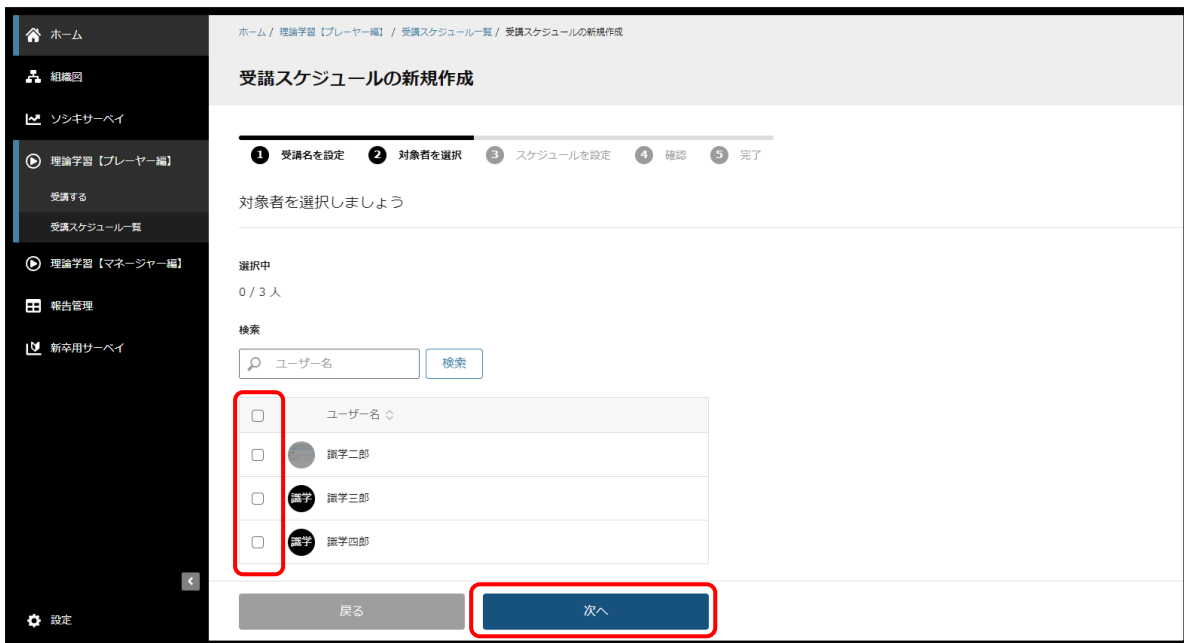 ホーム
組織図
ソシキサーベイ
理論学習【プレーヤー編】
受講する
受講スケジュール一覧
理論学習【マネージャー編】
報告管理
新卒用サーベイ
設定
ホーム / 理論学習【プレーヤー編】 / 受講スケジュール一覧 / 受講スケジュールの新規作成
受講スケジュールの新規作成
1 受講名を設定 2 対象者を選択 3 スケジュールを設定 4 確認 5 完了
対象者を選択しましょう
選択中
0 / 3 人
検索
ユーザー名 検索
ユーザー名
識学二郎
識学 識学三郎
識学 識学四郎
戻る 次へ